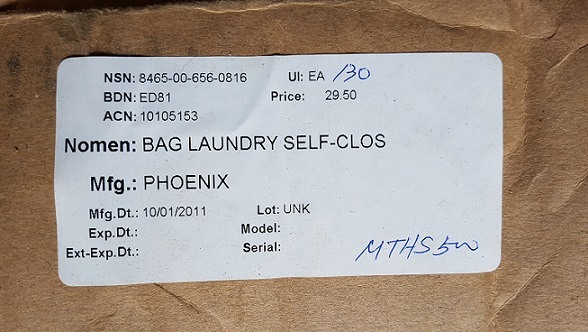 NSN: 8465-00-656-0816 UI: EA 130
BDN: ED81 Price: 29.50
ACN: 10105153
Nomen: BAG LAUNDRY SELF-CLOS
Mfg.: PHOENIX
Mfg.Dt.: 10/01/2011 Lot: UNK
Exp.Dt.: Model:
Ext-Exp.Dt.: Serial: